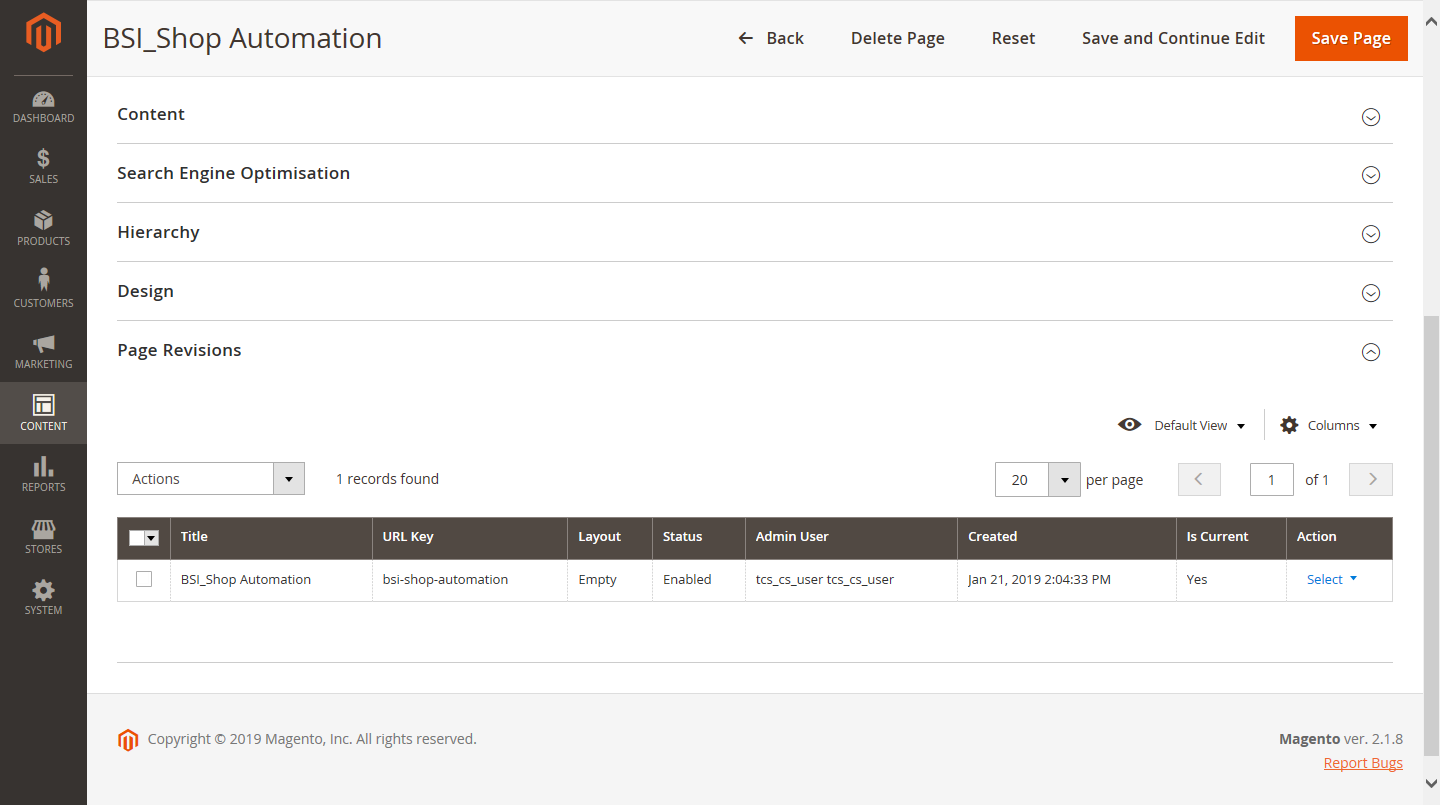 BSI_Shop Automation
Back Delete Page Reset Save and Continue Edit Save Page
DASHBOARD
SALES
PRODUCTS
CUSTOMERS
MARKETING
CONTENT
REPORTS
STORES
SYSTEM
Content
Search Engine Optimisation
Hierarchy
Design
Page Revisions
Default View Columns
Actions 1 records found 20 per page 1 of 1
Title URL Key Layout Status Admin User Created Is Current Action
BSI_Shop Automation bsi-shop-automation Empty Enabled tcs_cs_user tcs_cs_user Jan 21, 2019 2:04:33 PM Yes Select
Copyright © 2019 Magento, Inc. All rights reserved. Magento ver. 2.1.8
Report Bugs